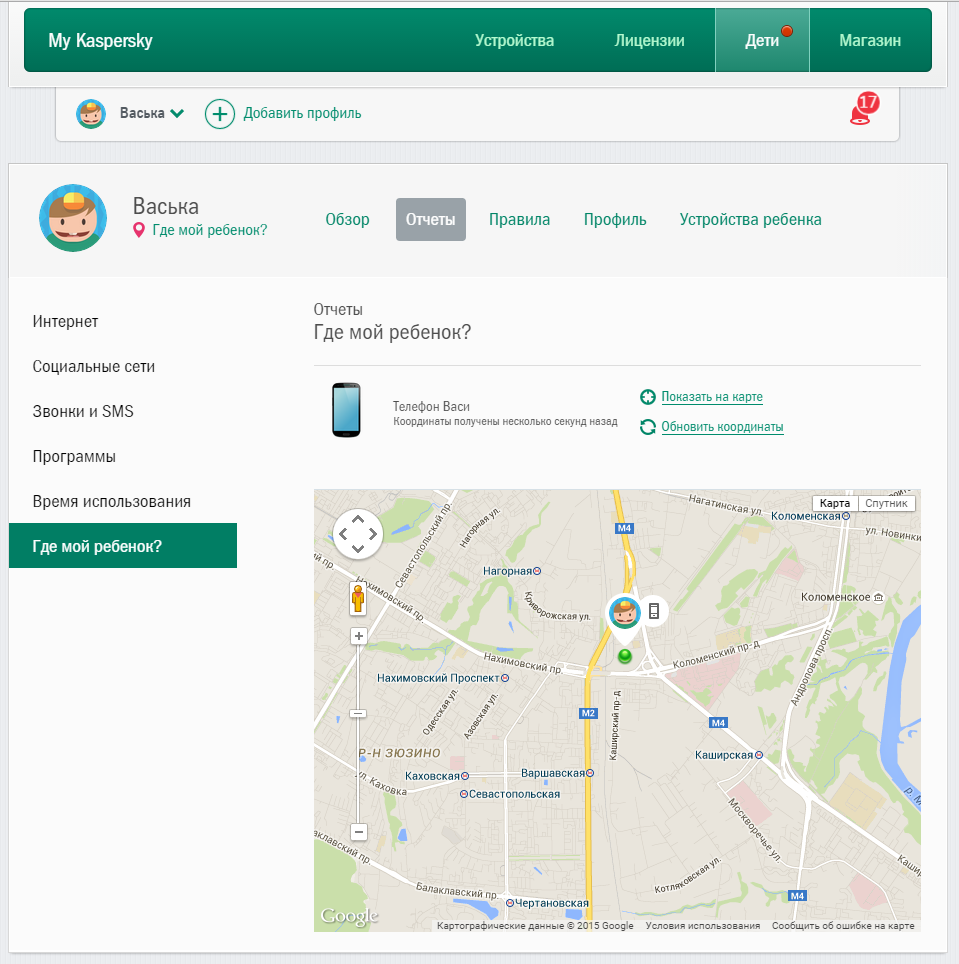 My Kaspersky
Устройства
Лицензии
Дети
Магазин
Васька
Добавить профиль
17
Васька
Где мой ребенок?
Обзор
Отчеты
Правила
Профиль
Устройства ребенка
Интернет
Социальные сети
Звонки и SMS
Программы
Время использования
Где мой ребенок?
Отчеты
Где мой ребенок?
Телефон Васи
Координаты получены несколько секунд назад
Показать на карте
Обновить координаты
Карта
Спутник
Нагатинская ул.
Коломенская
ул. Новинки
Севастопольский пр.
Нагорная ул.
М4
Нагорная
Нахимовский пр.
Криворожская ул.
Коломенское
Нахимовский пр.
Коломенский пр-д
Андропова просп.
Нахимовский Проспект
Одесская ул.
Азовская ул.
М2
Каширский пр-д
М4
Р-Н ЗЮЗИНО
Каширская
ул. Каховка
Каховская
Варшавская
Севастопольская
Москворечье ул.
Балаклавский пр.
Котляковская ул.
Балаклавский пр.
М4
Чертановская
Google
Картографические данные © 2015 Google
Условия использования
Сообщить об ошибке на карте